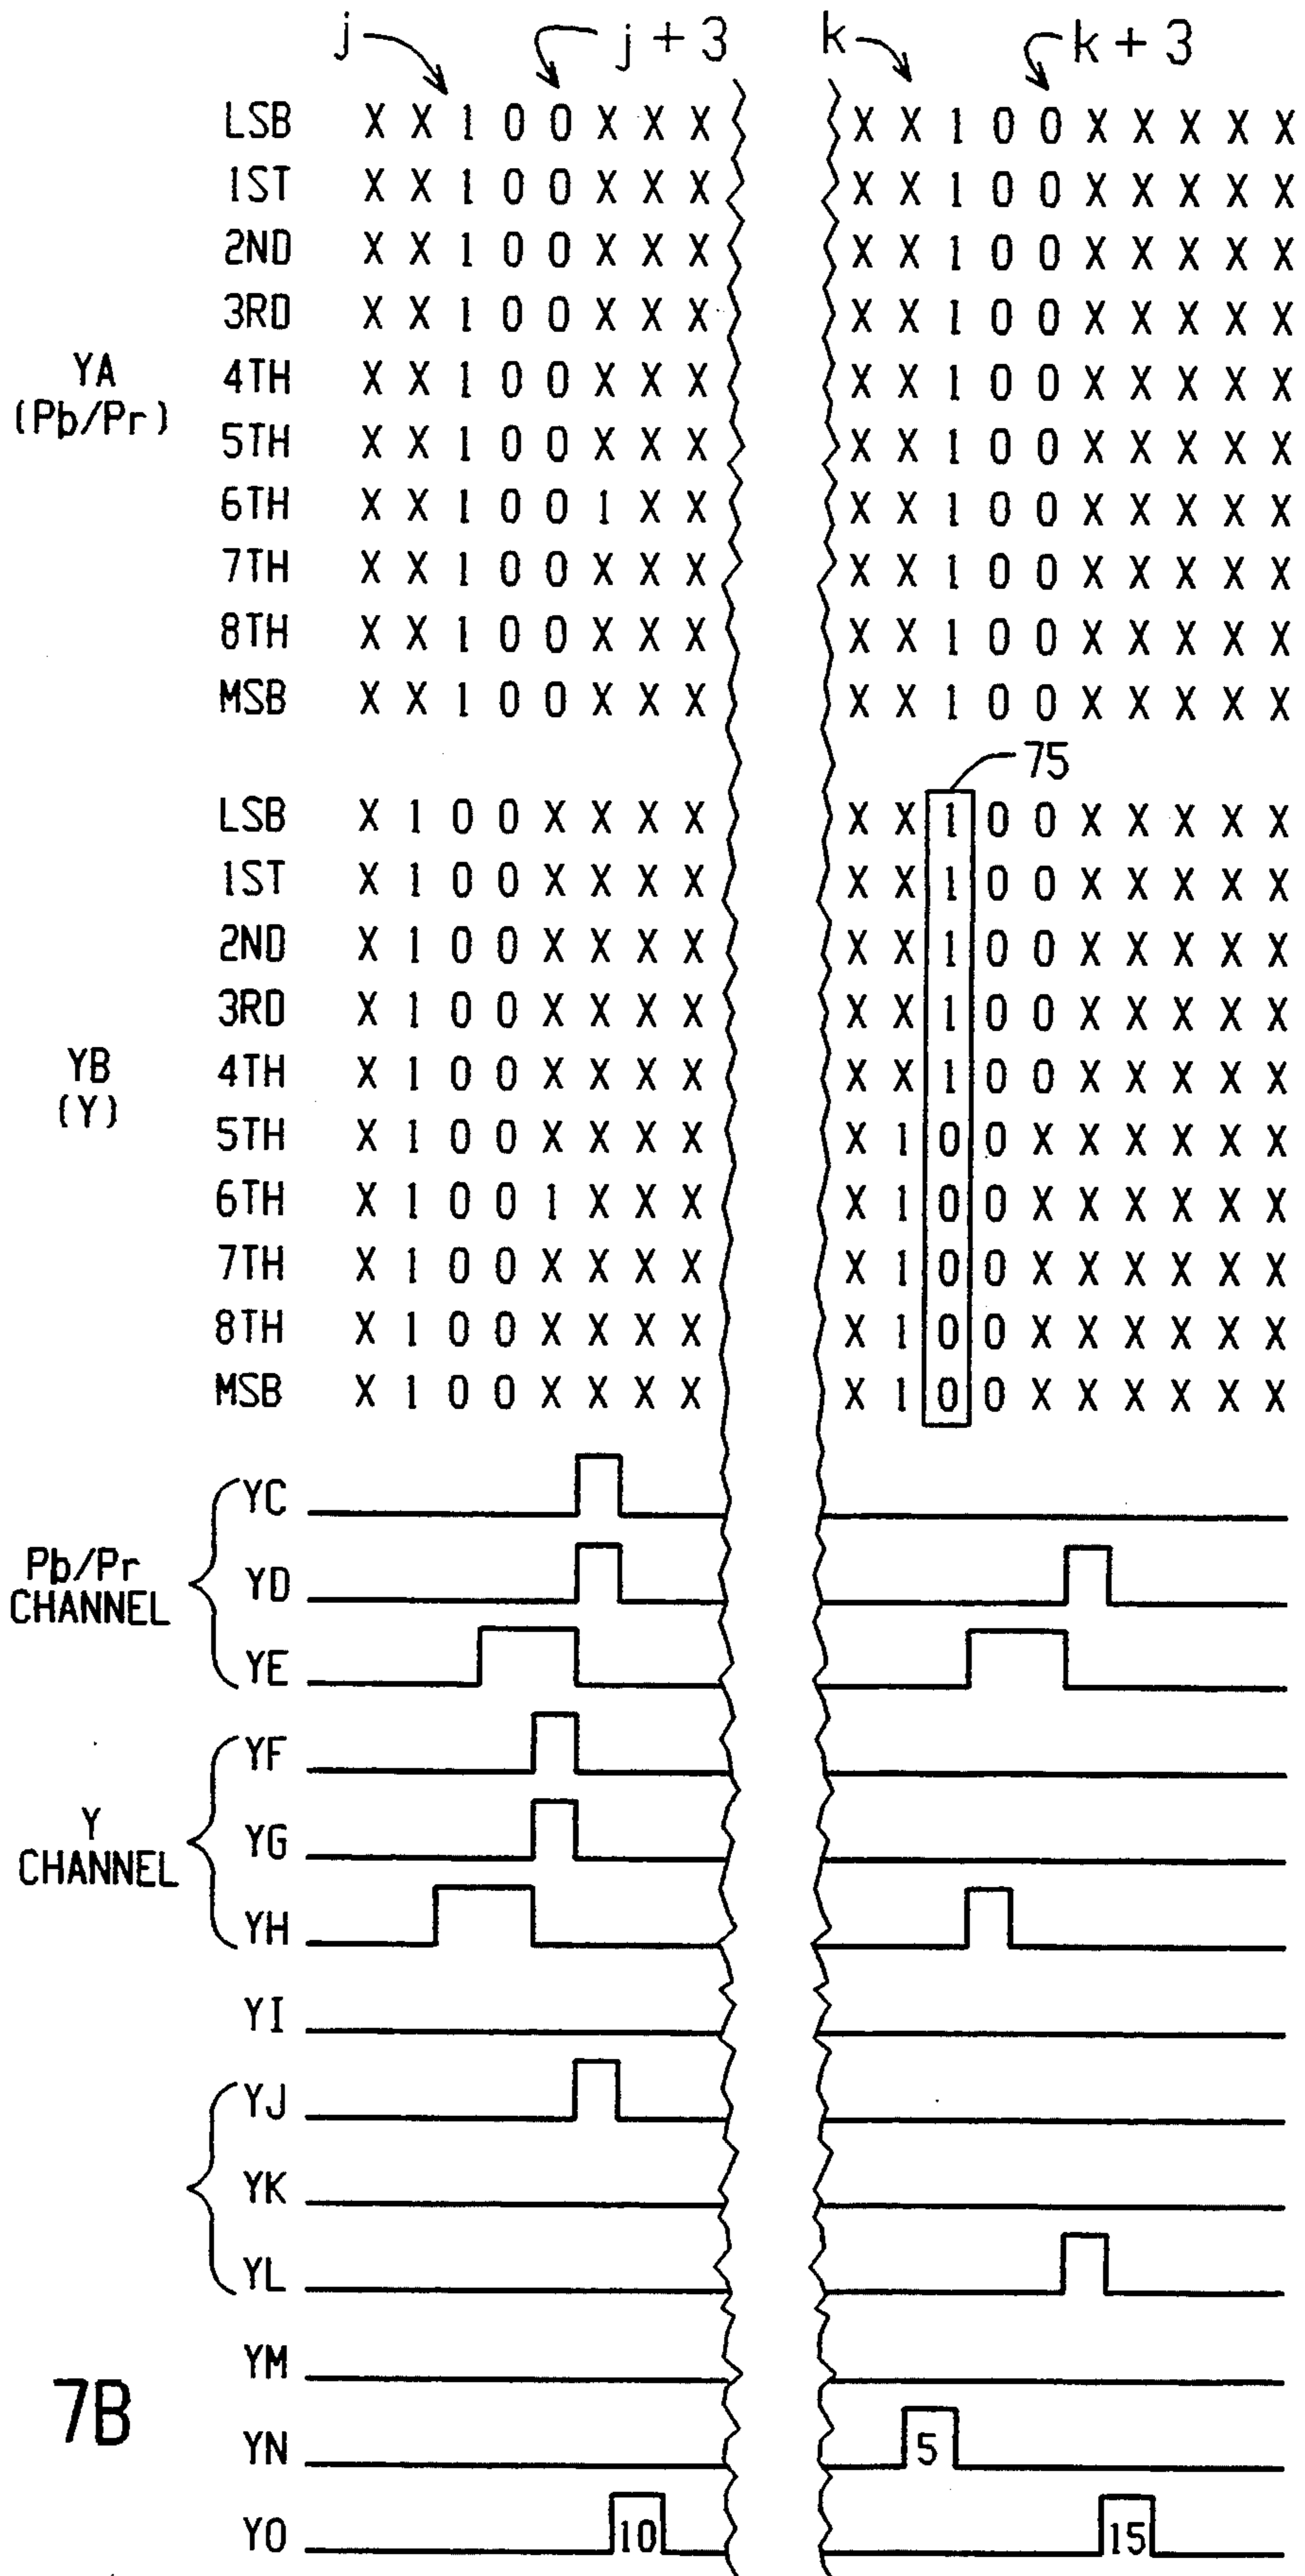 j j + 3 k k + 3
LSB X X 1 0 0 X X X X X 1 0 0 X X X X X
1ST X X 1 0 0 X X X X X 1 0 0 X X X X X
2ND X X 1 0 0 X X X X X 1 0 0 X X X X X
3RD X X 1 0 0 X X X X X 1 0 0 X X X X X
YA
(Pb/Pr)
4TH X X 1 0 0 X X X X X 1 0 0 X X X X X
5TH X X 1 0 0 X X X X X 1 0 0 X X X X X
6TH X X 1 0 0 1 X X X X 1 0 0 X X X X X
7TH X X 1 0 0 X X X X X 1 0 0 X X X X X
8TH X X 1 0 0 X X X X X 1 0 0 X X X X X
MSB X X 1 0 0 X X X X X 1 0 0 X X X X X
75
LSB X 1 0 0 X X X X X X 1 0 0 X X X X X
1ST X 1 0 0 X X X X X X 1 0 0 X X X X X
2ND X 1 0 0 X X X X X X 1 0 0 X X X X X
3RD X 1 0 0 X X X X X X 1 0 0 X X X X X
YB
(Y)
4TH X 1 0 0 X X X X X X 1 0 0 X X X X X
5TH X 1 0 0 X X X X X 1 0 0 X X X X X X
6TH X 1 0 0 1 X X X X 1 0 0 X X X X X X
7TH X 1 0 0 X X X X X 1 0 0 X X X X X X
8TH X 1 0 0 X X X X X 1 0 0 X X X X X X
MSB X 1 0 0 X X X X X 1 0 0 X X X X X X
Pb/Pr
CHANNEL
YC
YD
YE
Y
CHANNEL
YF
YG
YH
YI
YJ
YK
YL
YM
7B
YN 5
YO 10 15